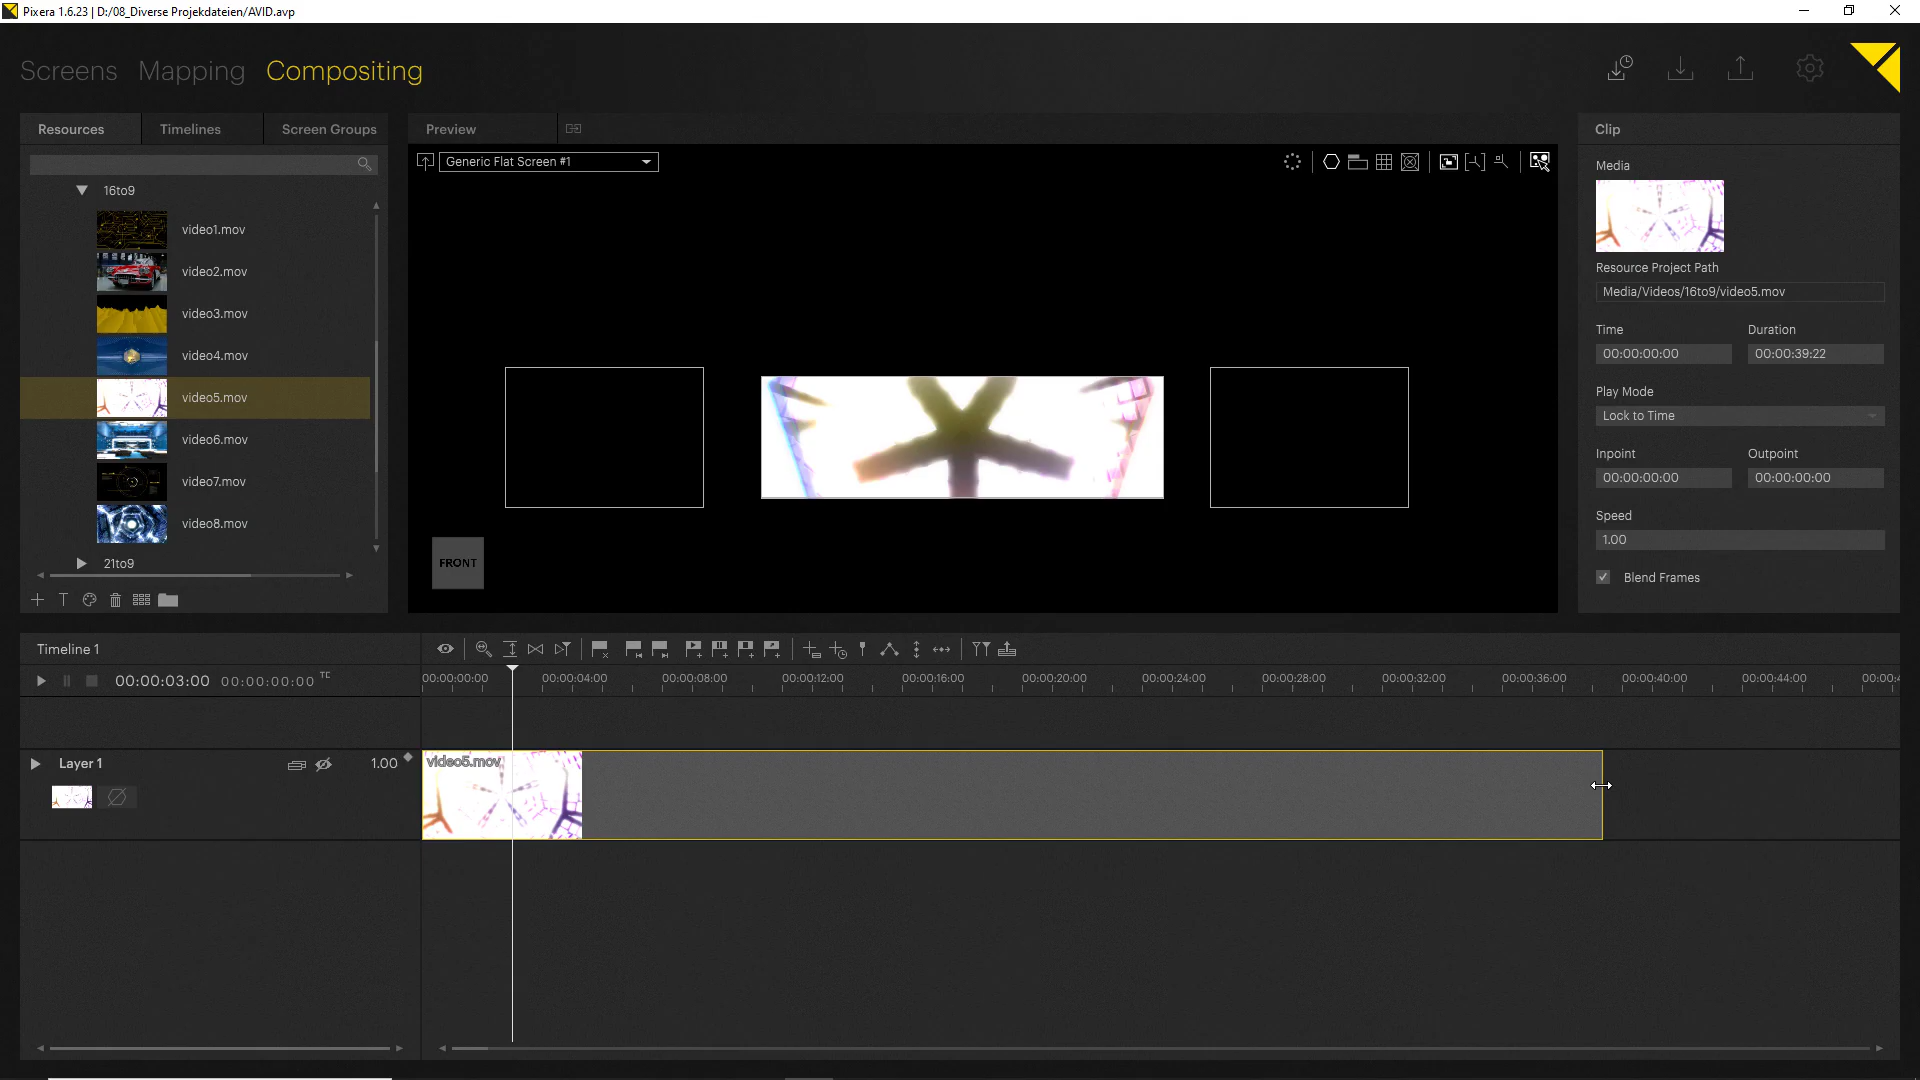 Pixera 1.6.23 | D:/08_Diverse Projekdateien/AVID.avp
Screens Mapping Compositing
Resources Timelines Screen Groups
16to9
video1.mov
video2.mov
video3.mov
video4.mov
video5.mov
video6.mov
video7.mov
video8.mov
21to9
Preview
Generic Flat Screen #1
FRONT
Clip
Media
Resource Project Path
Media/Videos/16to9/video5.mov
Time Duration
00:00:00:00 00:00:39:22
Play Mode
Lock to Time
Inpoint Outpoint
00:00:00:00 00:00:00:00
Speed
1.00
Blend Frames
Timeline 1
00:00:03:00 00:00:00:00 TC
00:00:00:00 00:00:04:00 00:00:08:00 00:00:12:00 00:00:16:00 00:00:20:00 00:00:24:00 00:00:28:00 00:00:32:00 00:00:36:00 00:00:40:00 00:00:44:00 00:00:4
Layer 1 1.00
video5.mov